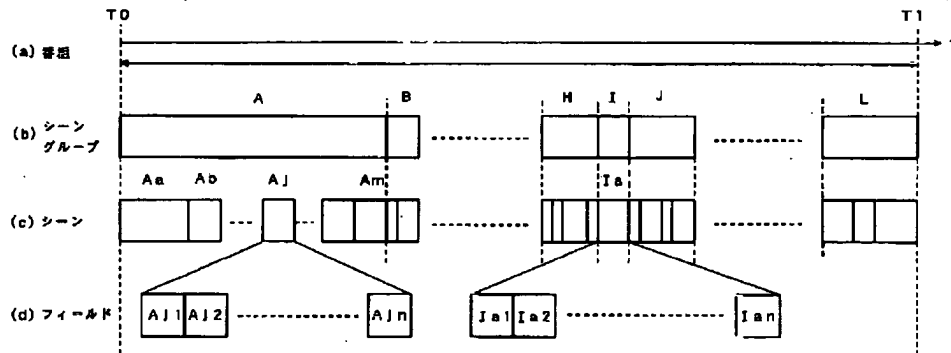 T0 T1
(a) 番組
A B H I J L
(b) シーン
グループ
Aa Ab Aj Am Ia
(c) シーン
(d) フィールド Aj1 Aj2 Ajn Ia1 Ia2 Ian